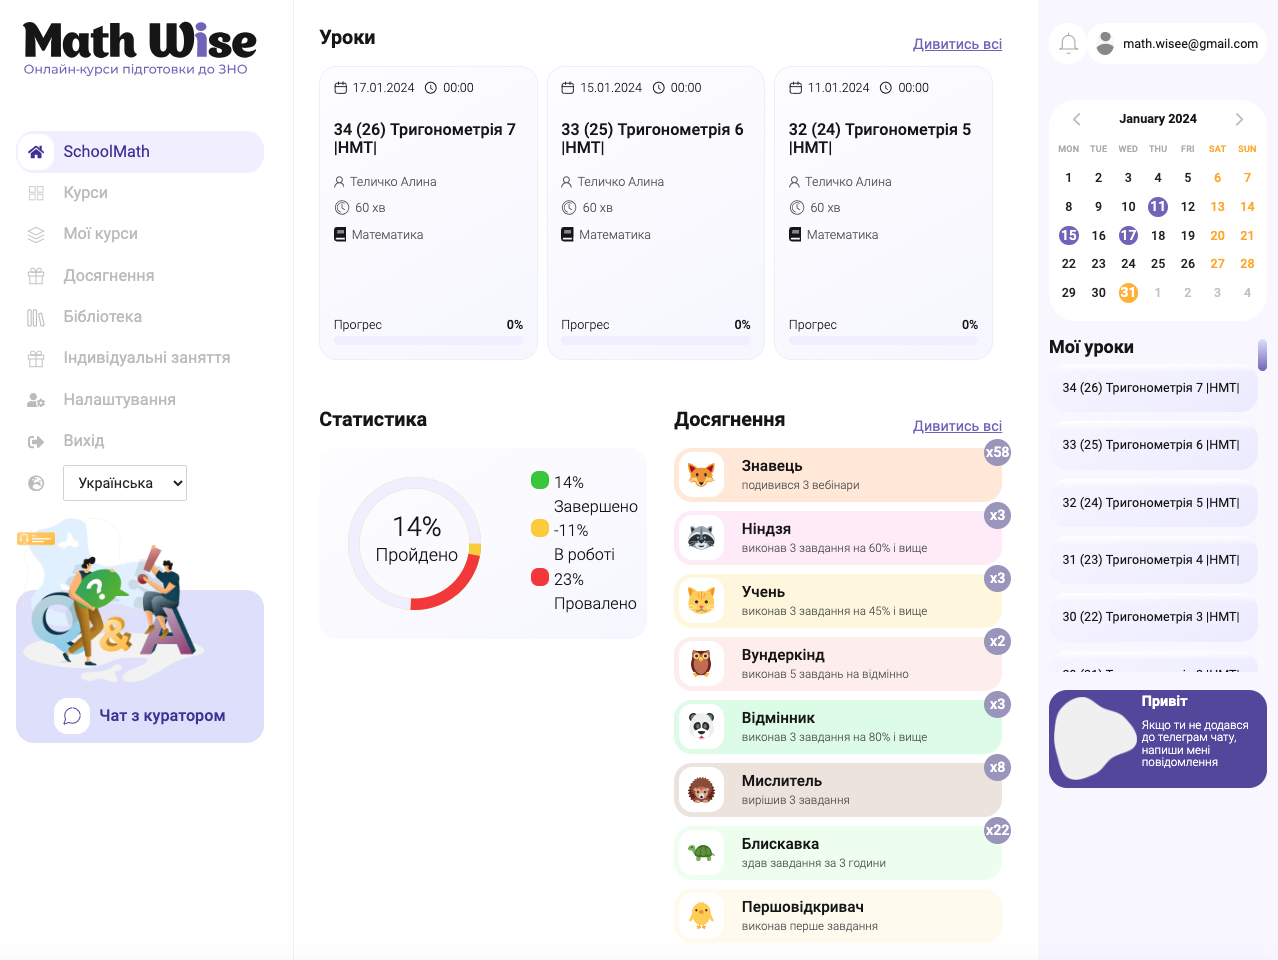 Math Wise
Онлайн-курси підготовки до ЗНО
SchoolMath
Курси
Мої курси
Досягнення
Бібліотека
Індивідуальні заняття
Налаштування
Вихід
Українська
?
Q&A
Чат з куратором
Уроки
Дивитись всі
17.01.2024 00:00
34 (26) Тригонометрія 7
|НМТ|
Теличко Алина
60 хв
Математика
Прогрес 0%
15.01.2024 00:00
33 (25) Тригонометрія 6
|НМТ|
Теличко Алина
60 хв
Математика
Прогрес 0%
11.01.2024 00:00
32 (24) Тригонометрія 5
|НМТ|
Теличко Алина
60 хв
Математика
Прогрес 0%
Статистика
14%
Пройдено
14%
Завершено
-11%
В роботі
23%
Провалено
Досягнення
Дивитись всі
x58
Знавець
подивився 3 вебінари
x3
Ніндзя
виконав 3 завдання на 60% і вище
x3
Учень
виконав 3 завдання на 45% і вище
x2
Вундеркінд
виконав 5 завдань на відмінно
x3
Відмінник
виконав 3 завдання на 80% і вище
x8
Мислитель
вирішив 3 завдання
x22
Блискавка
здав завдання за 3 години
Першовідкривач
виконав перше завдання
math.wisee@gmail.com
January 2024
MON TUE WED THU FRI SAT SUN
1 2 3 4 5 6 7
8 9 10 11 12 13 14
15 16 17 18 19 20 21
22 23 24 25 26 27 28
29 30 31 1 2 3 4
Мої уроки
34 (26) Тригонометрія 7 |НМТ|
33 (25) Тригонометрія 6 |НМТ|
32 (24) Тригонометрія 5 |НМТ|
31 (23) Тригонометрія 4 |НМТ|
30 (22) Тригонометрія 3 |НМТ|
Привіт
Якщо ти не додався
до телеграм чату,
напиши мені
повідомлення